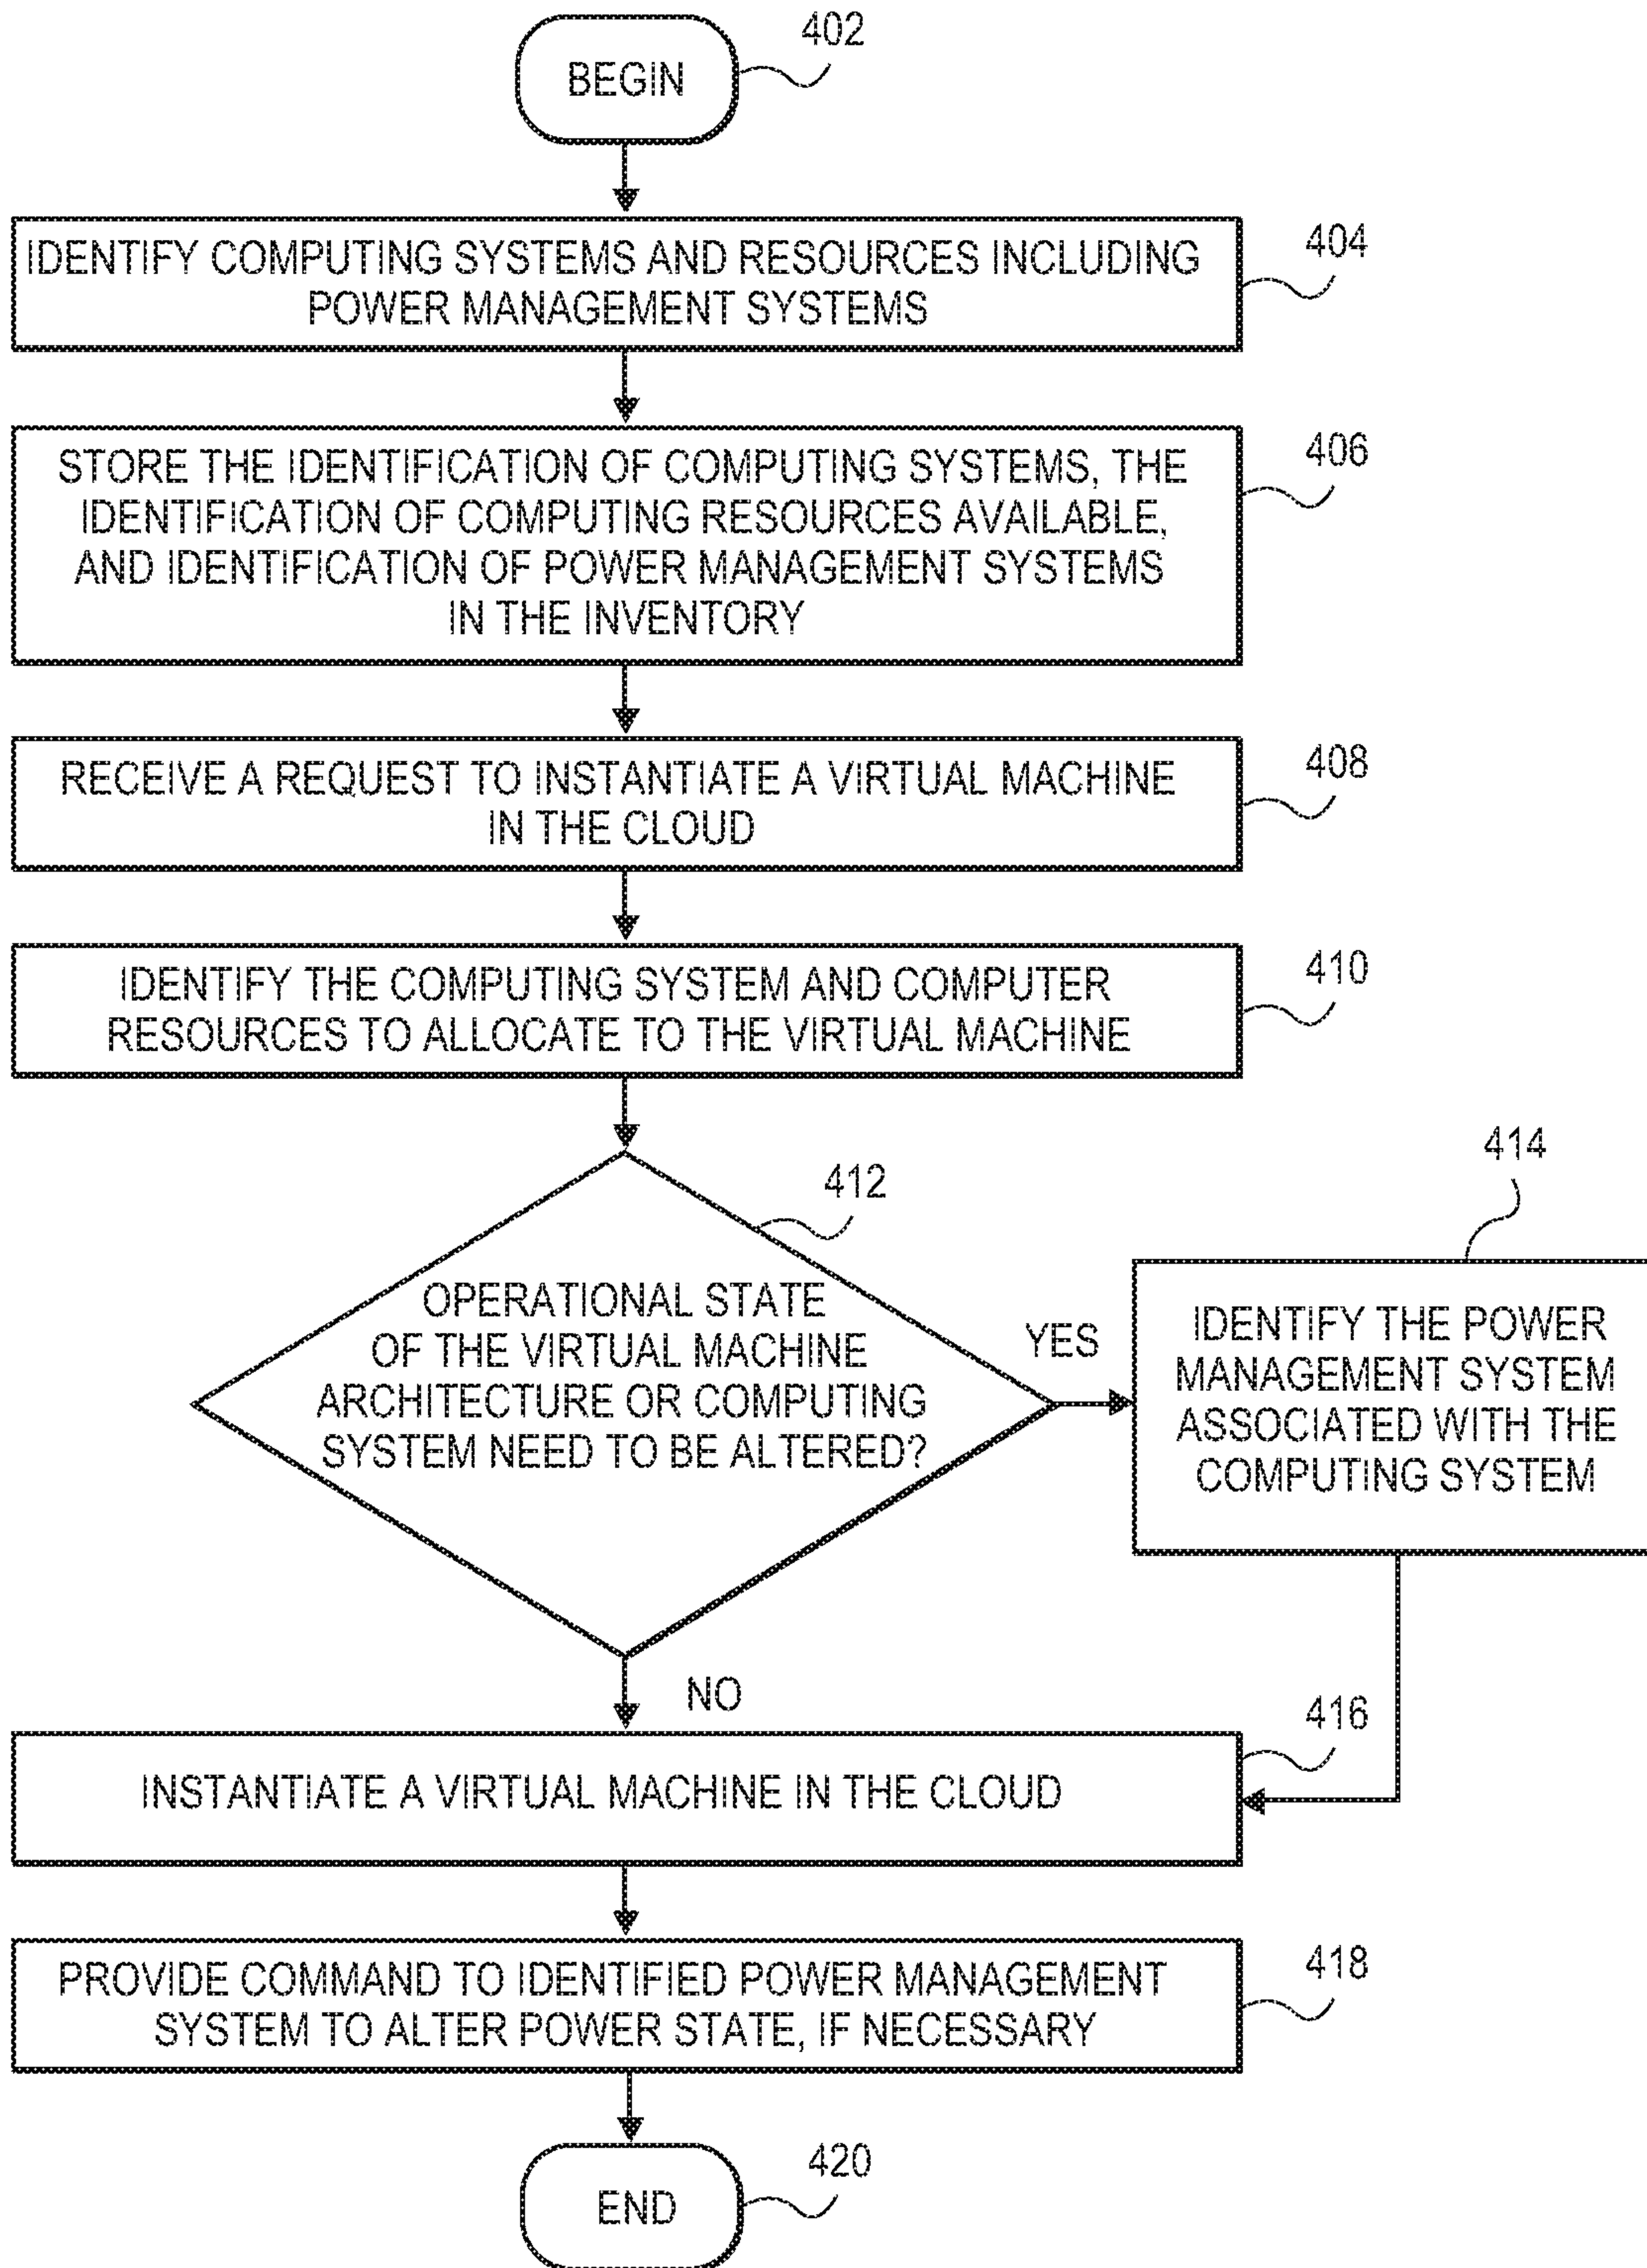 402
BEGIN
404
IDENTIFY COMPUTING SYSTEMS AND RESOURCES INCLUDING
POWER MANAGEMENT SYSTEMS
406
STORE THE IDENTIFICATION OF COMPUTING SYSTEMS, THE
IDENTIFICATION OF COMPUTING RESOURCES AVAILABLE,
AND IDENTIFICATION OF POWER MANAGEMENT SYSTEMS
IN THE INVENTORY
408
RECEIVE A REQUEST TO INSTANTIATE A VIRTUAL MACHINE
IN THE CLOUD
410
IDENTIFY THE COMPUTING SYSTEM AND COMPUTER
RESOURCES TO ALLOCATE TO THE VIRTUAL MACHINE
412
OPERATIONAL STATE
OF THE VIRTUAL MACHINE
ARCHITECTURE OR COMPUTING
SYSTEM NEED TO BE ALTERED?
YES
414
IDENTIFY THE POWER
MANAGEMENT SYSTEM
ASSOCIATED WITH THE
COMPUTING SYSTEM
NO
416
INSTANTIATE A VIRTUAL MACHINE IN THE CLOUD
418
PROVIDE COMMAND TO IDENTIFIED POWER MANAGEMENT
SYSTEM TO ALTER POWER STATE, IF NECESSARY
420
END